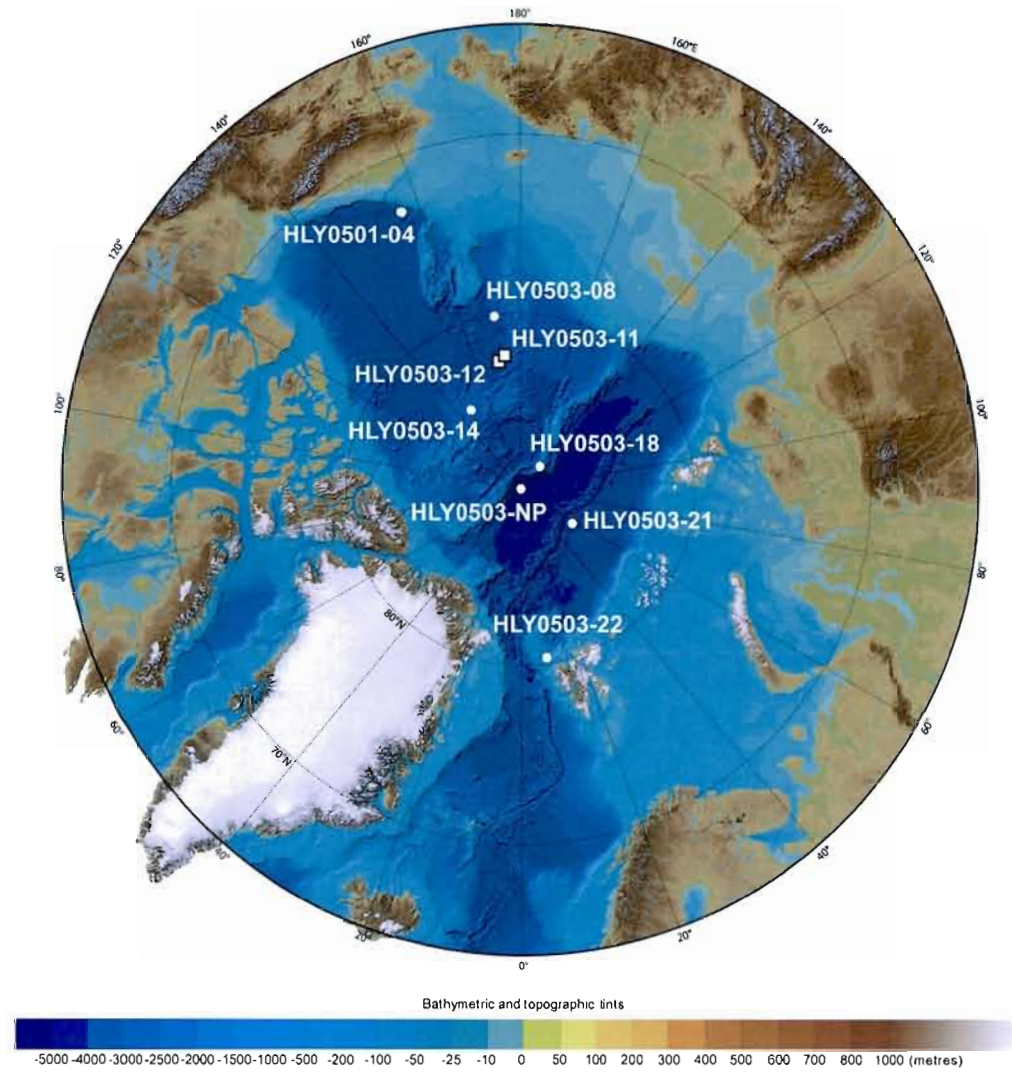 180°
160°
160°E
140°
140°
HLY0501-04
120°
120°
HLY0503-08
HLY0503-11
HLY0503-12
100°
100°
HLY0503-14
HLY0503-18
HLY0503-NP
HLY0503-21
80°
80°
80°N
HLY0503-22
60°
60°
70°N
40°
40°
20°
20°
0°
Bathymetric and topographic tints
-5000 -4000 -3000 -2500 -2000 -1500 -1000 -500 -200 -100 -50 -25 -10 0 50 100 200 300 400 500 600 700 800 1000 (metres)